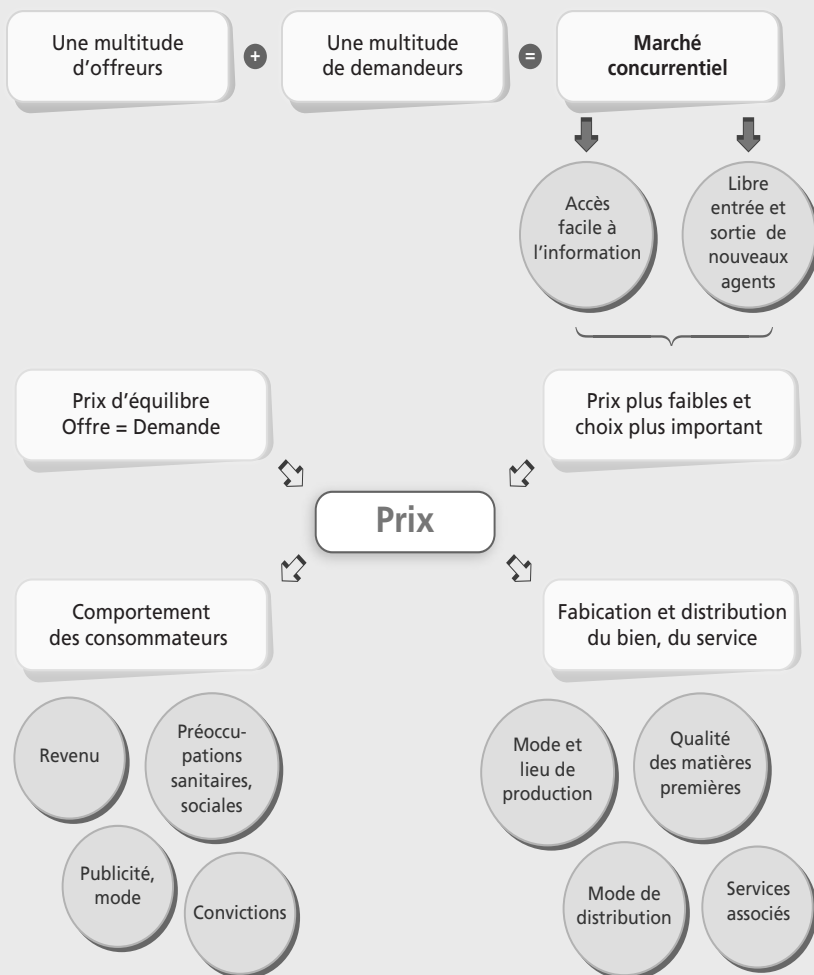 Une multitude
d'offreurs
+
Une multitude
de demandeurs
=
Marché
concurrentiel
Accès
facile à
l'information
Libre
entrée et
sortie de
nouveaux
agents
Prix d'équilibre
Offre = Demande
Prix plus faibles et
choix plus important
Prix
Comportement
des consommateurs
Fabication et distribution
du bien, du service
Revenu
Préoccu-
pations
sanitaires,
sociales
Publicité,
mode
Convictions
Mode et
lieu de
production
Qualité
des matières
premières
Mode de
distribution
Services
associés